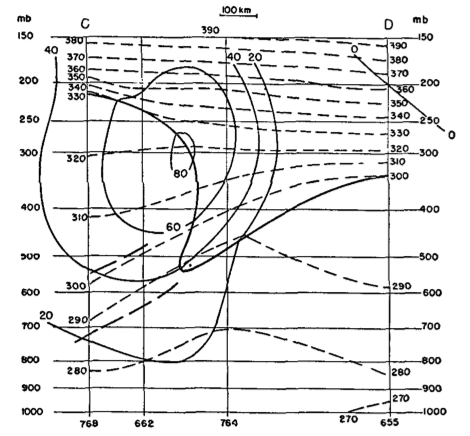 100 km
mb C 390 D mb
150 380 390 0 150
40 370 40 20 380
360 370
200 350 360 200
340 350
250 330 340 250
330
300 320 80 320 300
310
300
400 310 60 400
500 500
600 300 290 600
700 20 290 700
800 280 280 800
900 270 900
1000 270 1000
768 662 764 655
0